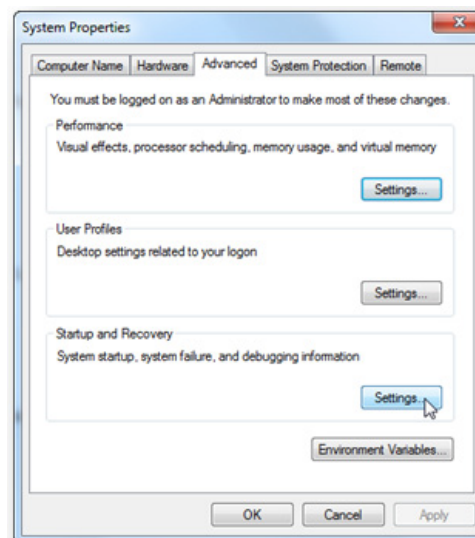 System Properties
Computer Name Hardware Advanced System Protection Remote
You must be logged on as an Administrator to make most of these changes.
Performance
Visual effects, processor scheduling, memory usage, and virtual memory
Settings...
User Profiles
Desktop settings related to your logon
Settings...
Startup and Recovery
System startup, system failure, and debugging information
Settings...
Environment Variables...
OK Cancel Apply